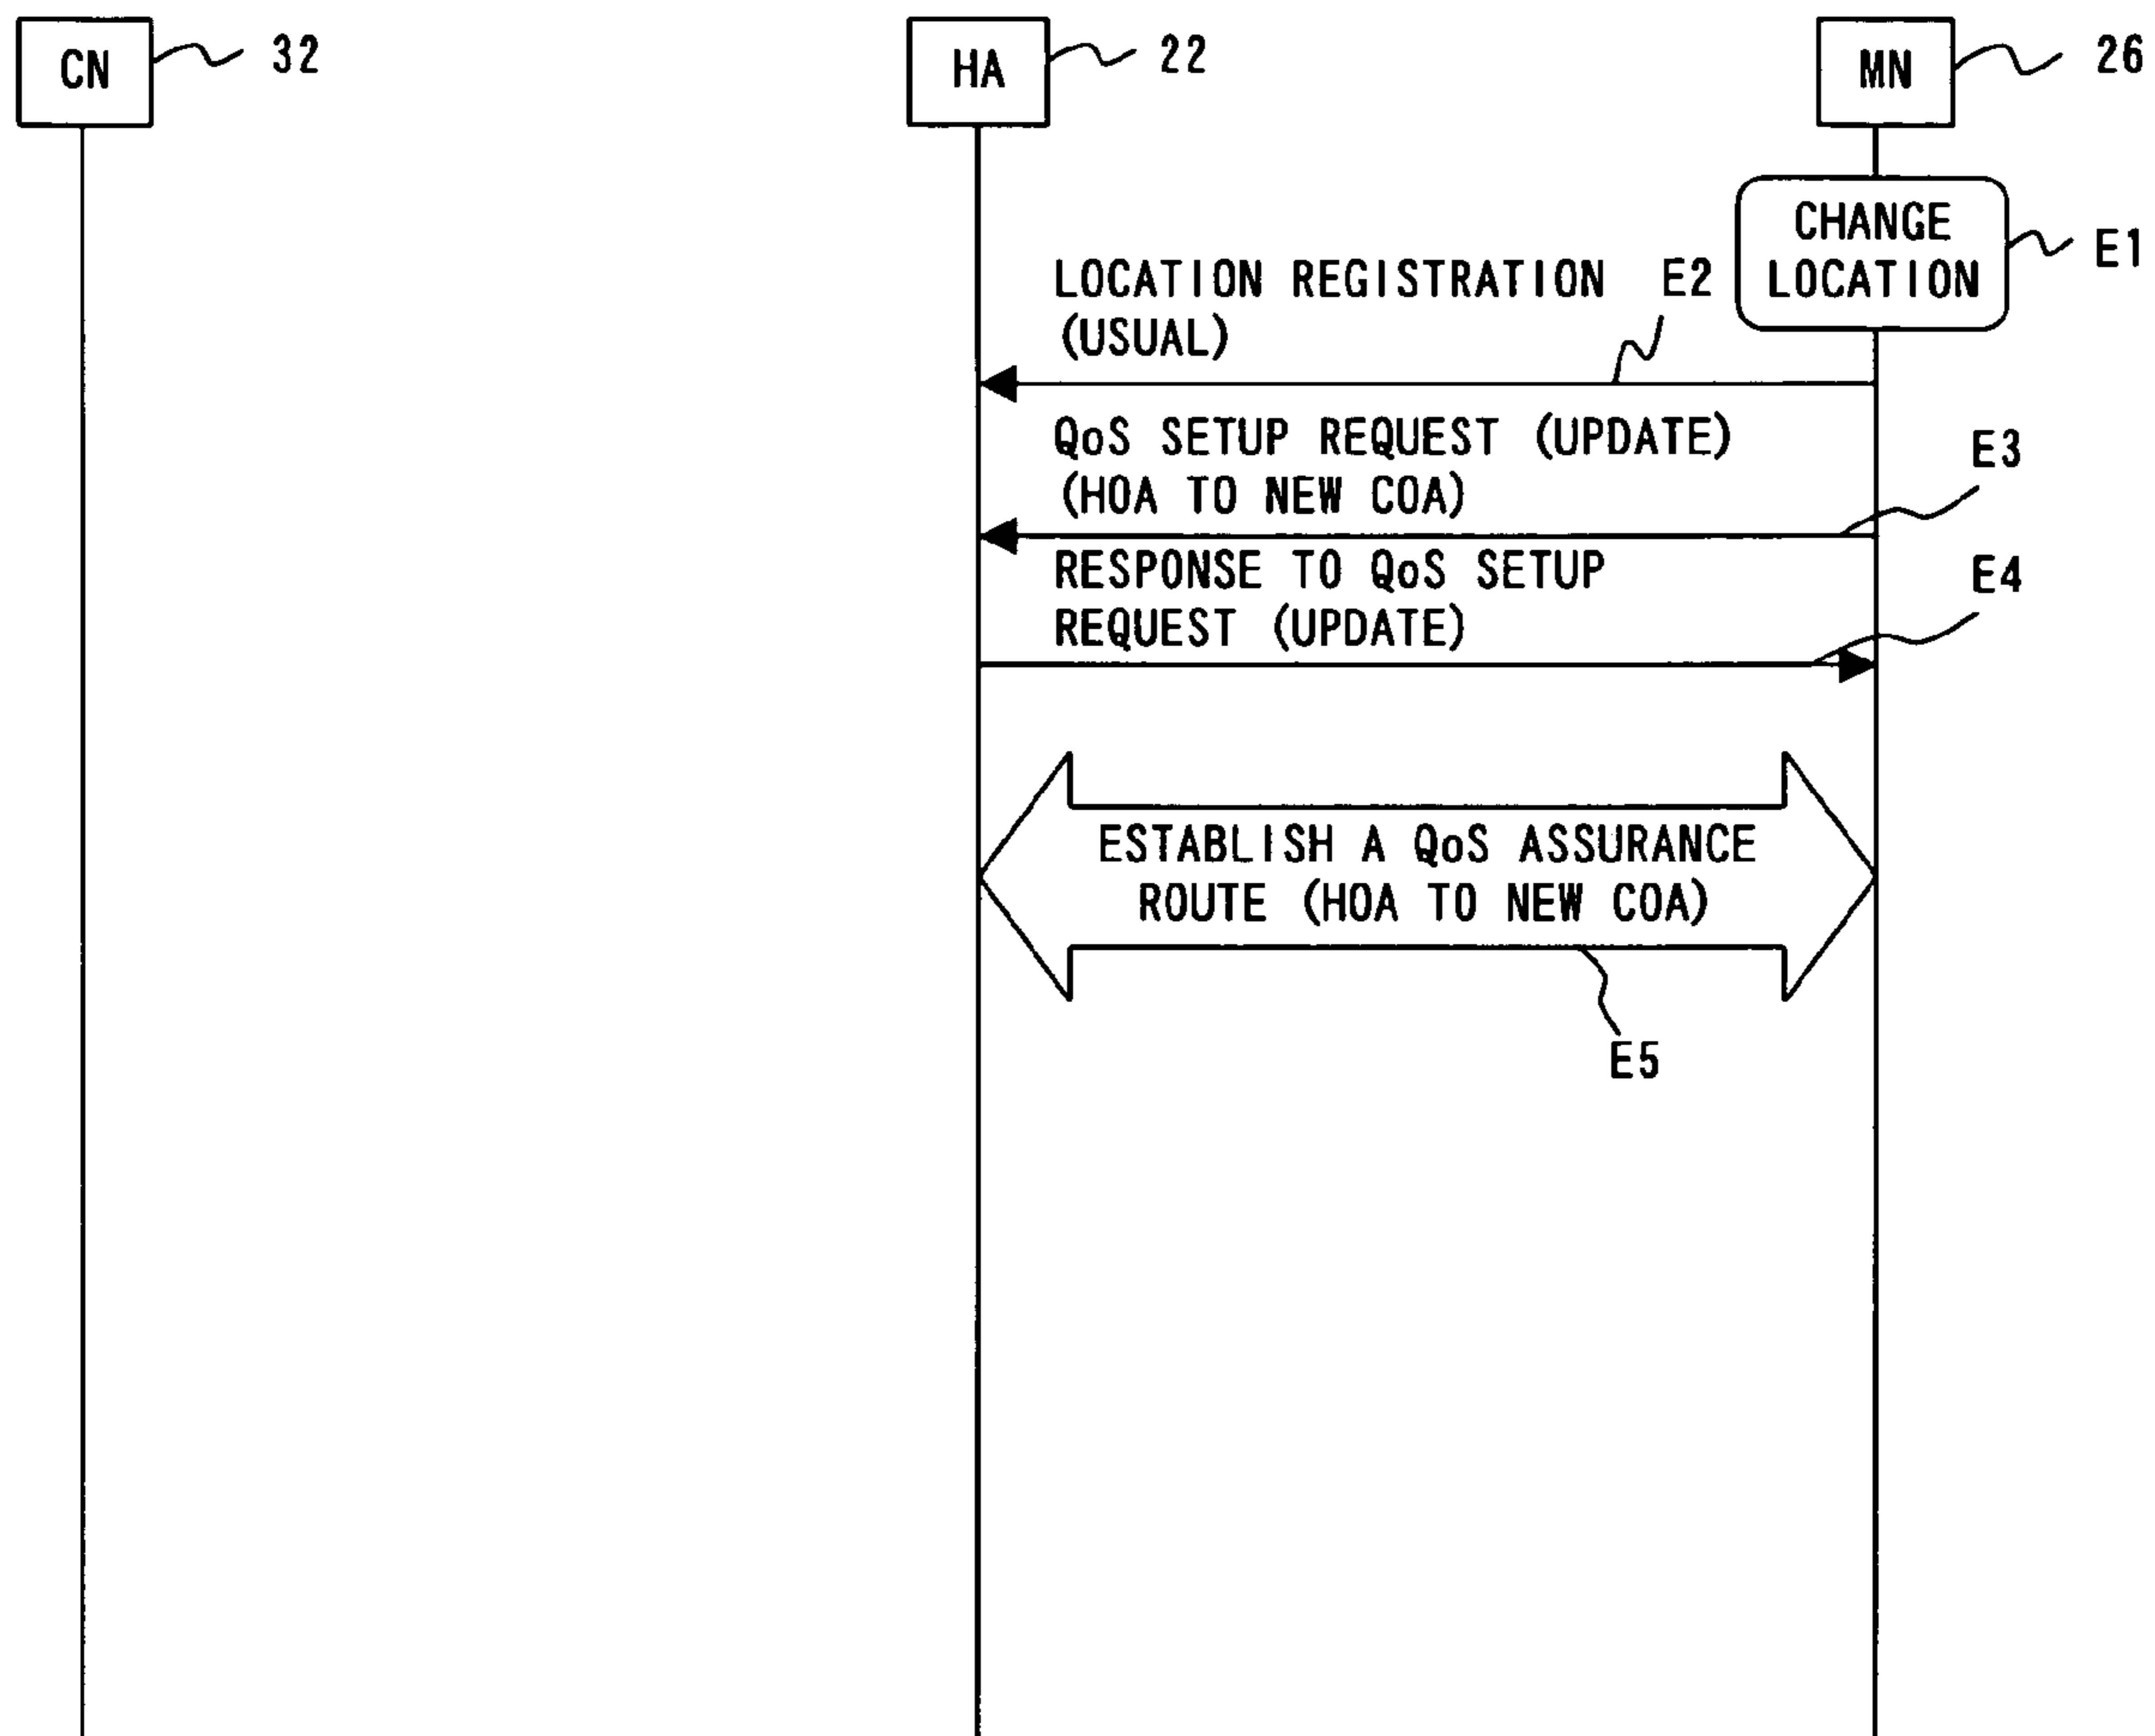 CN
32
HA
22
MN
26
CHANGE
LOCATION
E1
LOCATION REGISTRATION
(USUAL)
E2
QoS SETUP REQUEST (UPDATE)
(HOA TO NEW COA)
E3
RESPONSE TO QoS SETUP
REQUEST (UPDATE)
E4
ESTABLISH A QoS ASSURANCE
ROUTE (HOA TO NEW COA)
E5